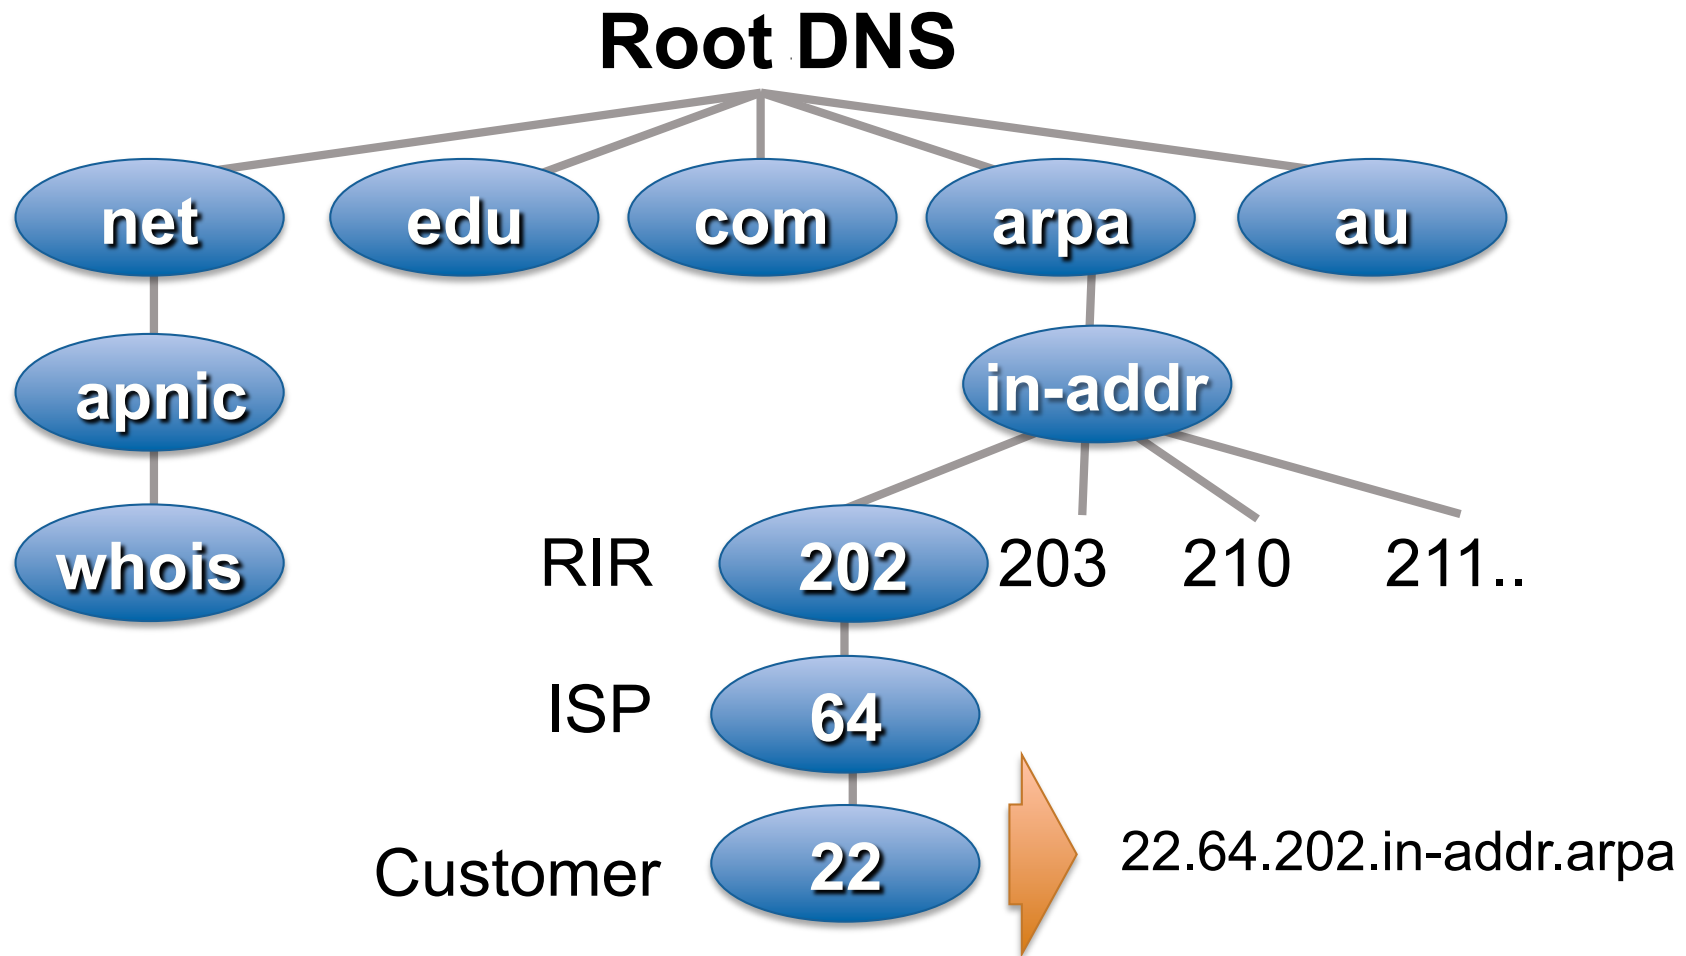 Root DNS
net edu com arpa au
apnic in-addr
whois RIR 202 203 210 211..
ISP 64
Customer 22 22.64.202.in-addr.arpa